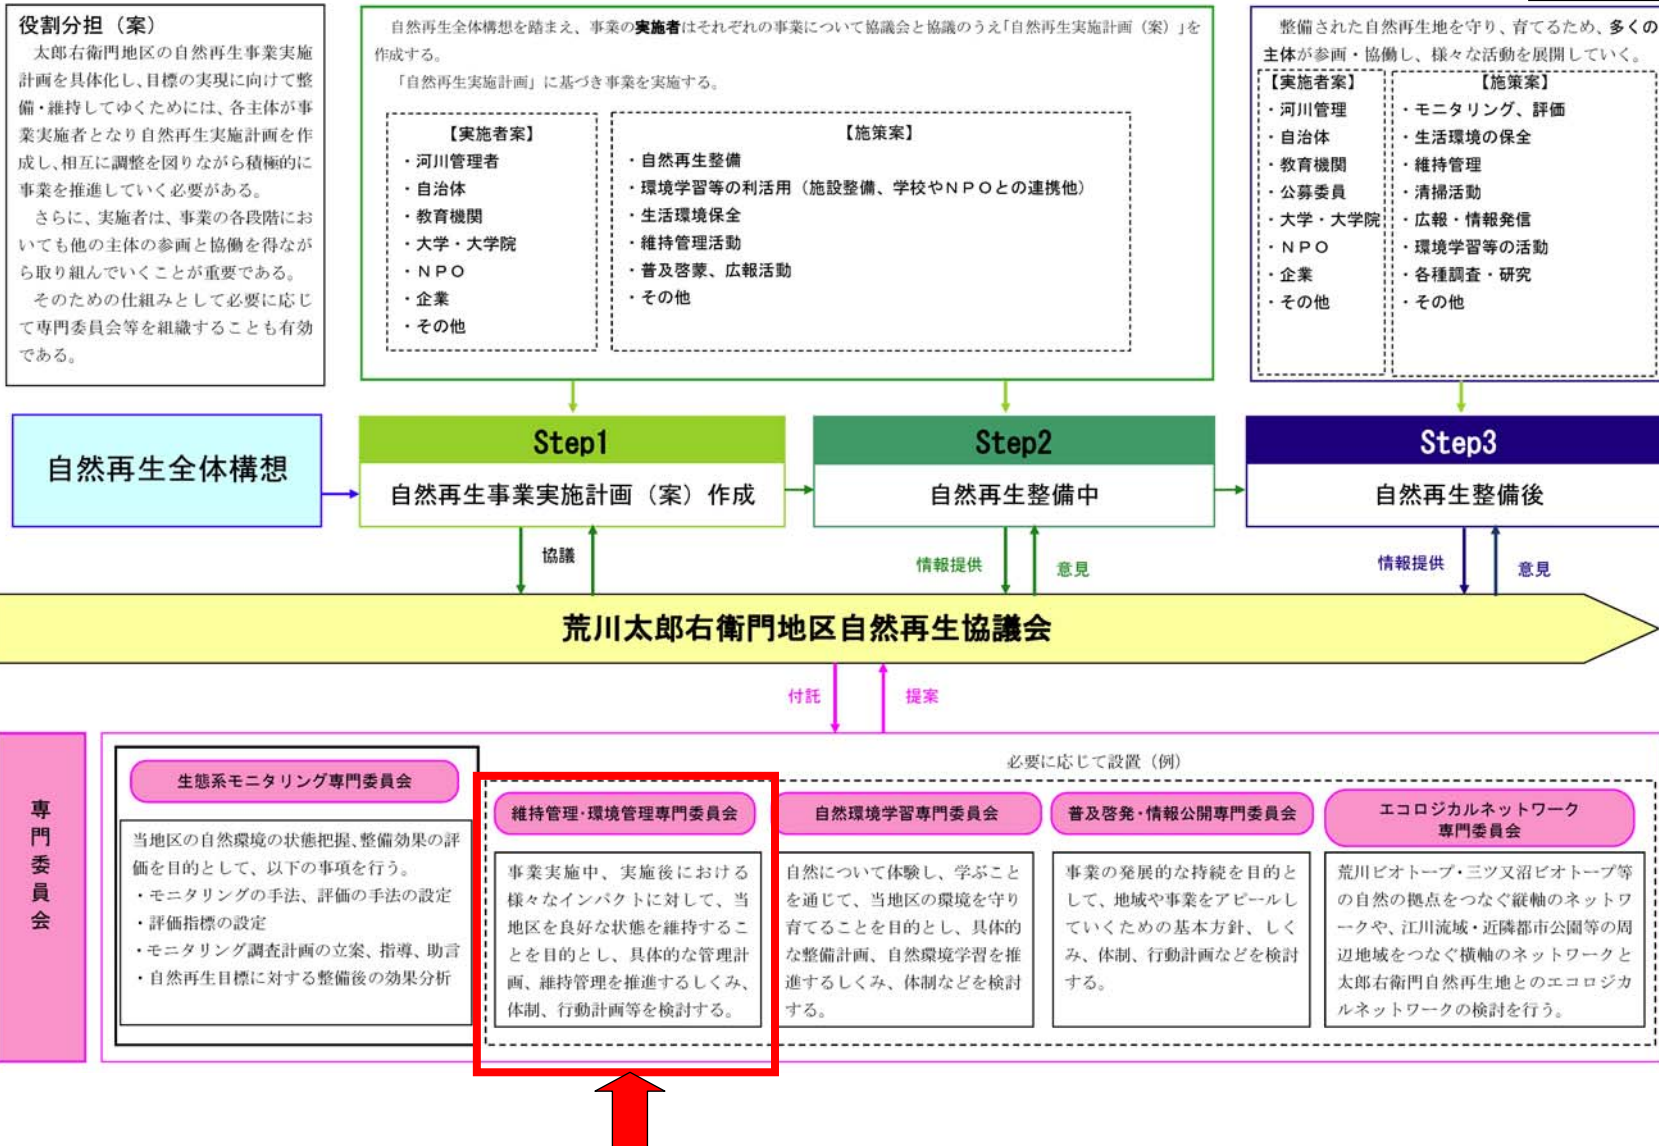 役割分担（案）
太郎右衛門地区の自然再生事業実施
計画を具体化し、目標の実現に向けて整
備・維持してゆくためには、各主体が事
業実施者となり自然再生実施計画を作
成し、相互に調整を図りながら積極的に
事業を推進していく必要がある。
さらに、実施者は、事業の各段階にお
いても他の主体の参画と協働を得なが
ら取り組んでいくことが重要である。
そのための仕組みとして必要に応じ
て専門委員会等を組織することも有効
である。
自然再生全体構想を踏まえ、事業の実施者はそれぞれの事業について協議会と協議のうえ「自然再生実施計画（案）」を
作成する。
「自然再生実施計画」に基づき事業を実施する。
【実施者案】
・河川管理者
・自治体
・教育機関
・大学・大学院
・ＮＰＯ
・企業
・その他
【施策案】
・自然再生整備
・環境学習等の利活用（施設整備、学校やＮＰＯとの連携他）
・生活環境保全
・維持管理活動
・普及啓蒙、広報活動
・その他
整備された自然再生地を守り、育てるため、多くの
主体が参画・協働し、様々な活動を展開していく。
【実施者案】
・河川管理
・自治体
・教育機関
・公募委員
・大学・大学院
・ＮＰＯ
・企業
・その他
【施策案】
・モニタリング、評価
・生活環境の保全
・維持管理
・清掃活動
・広報・情報発信
・環境学習等の活動
・各種調査・研究
・その他
自然再生全体構想
Step1
自然再生事業実施計画（案）作成
Step2
自然再生整備中
Step3
自然再生整備後
協議
情報提供
意見
情報提供
意見
荒川太郎右衛門地区自然再生協議会
付託
提案
専門委員会
必要に応じて設置（例）
生態系モニタリング専門委員会
当地区の自然環境の状態把握、整備効果の評
価を目的として、以下の事項を行う。
・モニタリングの手法、評価の手法の設定
・評価指標の設定
・モニタリング調査計画の立案、指導、助言
・自然再生目標に対する整備後の効果分析
維持管理・環境管理専門委員会
事業実施中、実施後における
様々なインパクトに対して、当
地区を良好な状態を維持するこ
とを目的とし、具体的な管理計
画、維持管理を推進するしくみ、
体制、行動計画等を検討する。
自然環境学習専門委員会
自然について体験し、学ぶこと
を通じて、当地区の環境を守り
育てることを目的とし、具体的
な整備計画、自然環境学習を推
進するしくみ、体制などを検討
する。
普及啓発・情報公開専門委員会
事業の発展的な持続を目的と
して、地域や事業をアピールし
ていくための基本方針、しく
み、体制、行動計画などを検討
する。
エコロジカルネットワーク
専門委員会
荒川ビオトープ・三ツ又沼ビオトープ等
の自然の拠点をつなぐ縦軸のネットワ
ークや、江川流域・近隣都市公園等の周
辺地域をつなぐ横軸のネットワークと
太郎右衛門自然再生地とのエコロジカ
ルネットワークの検討を行う。